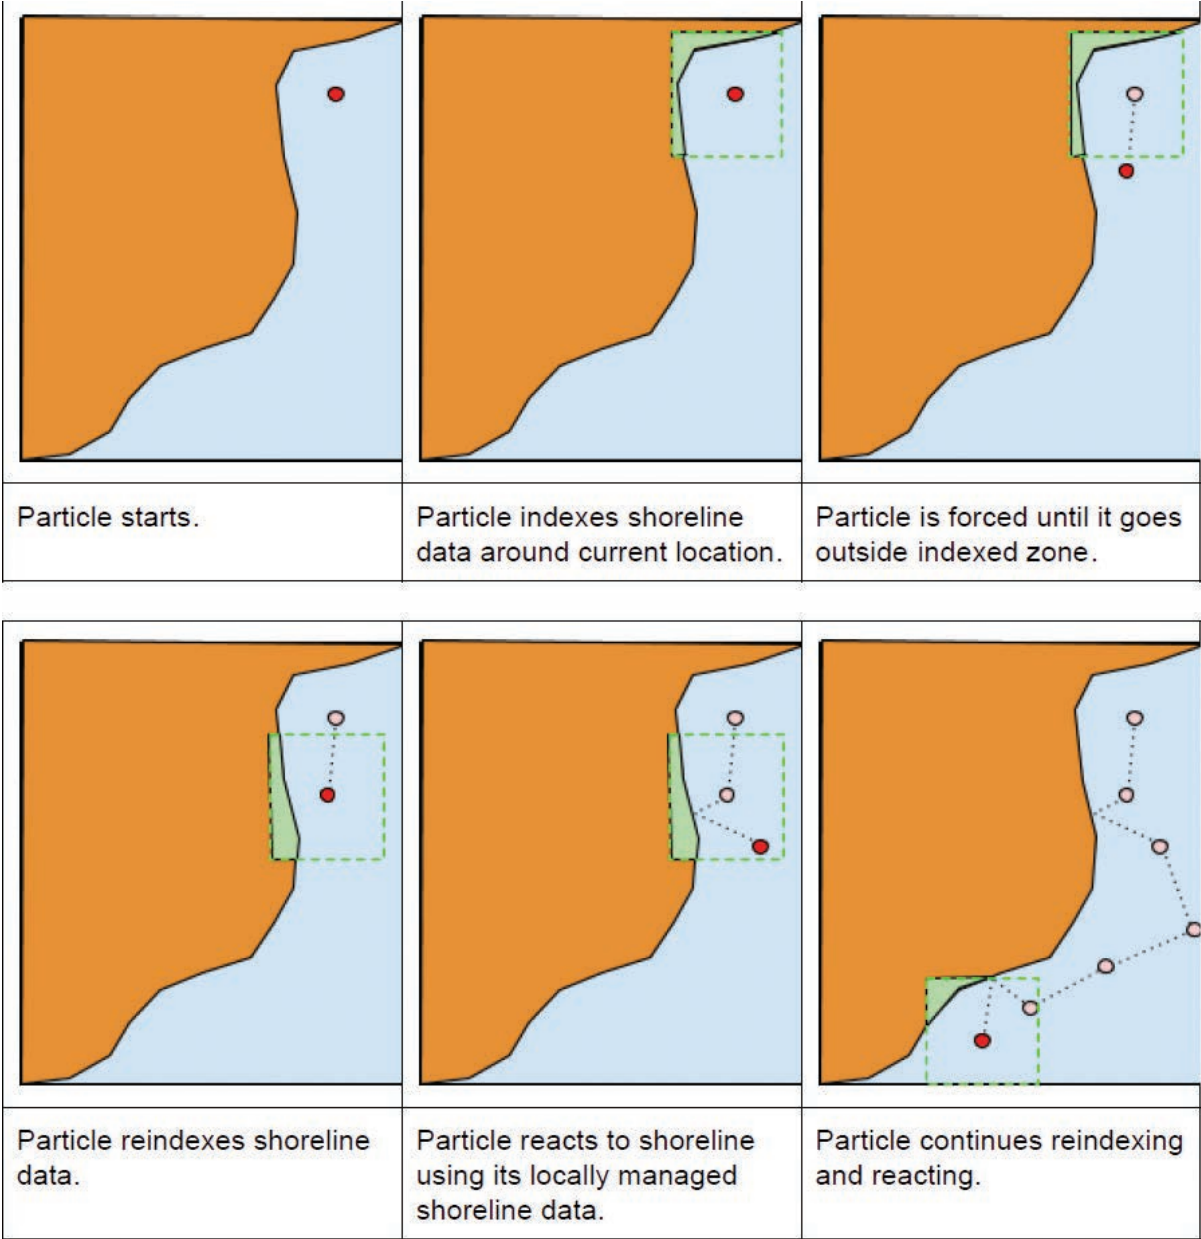 Particle starts.
Particle indexes shoreline
data around current location.
Particle is forced until it goes
outside indexed zone.
Particle reindexes shoreline
data.
Particle reacts to shoreline
using its locally managed
shoreline data.
Particle continues reindexing
and reacting.